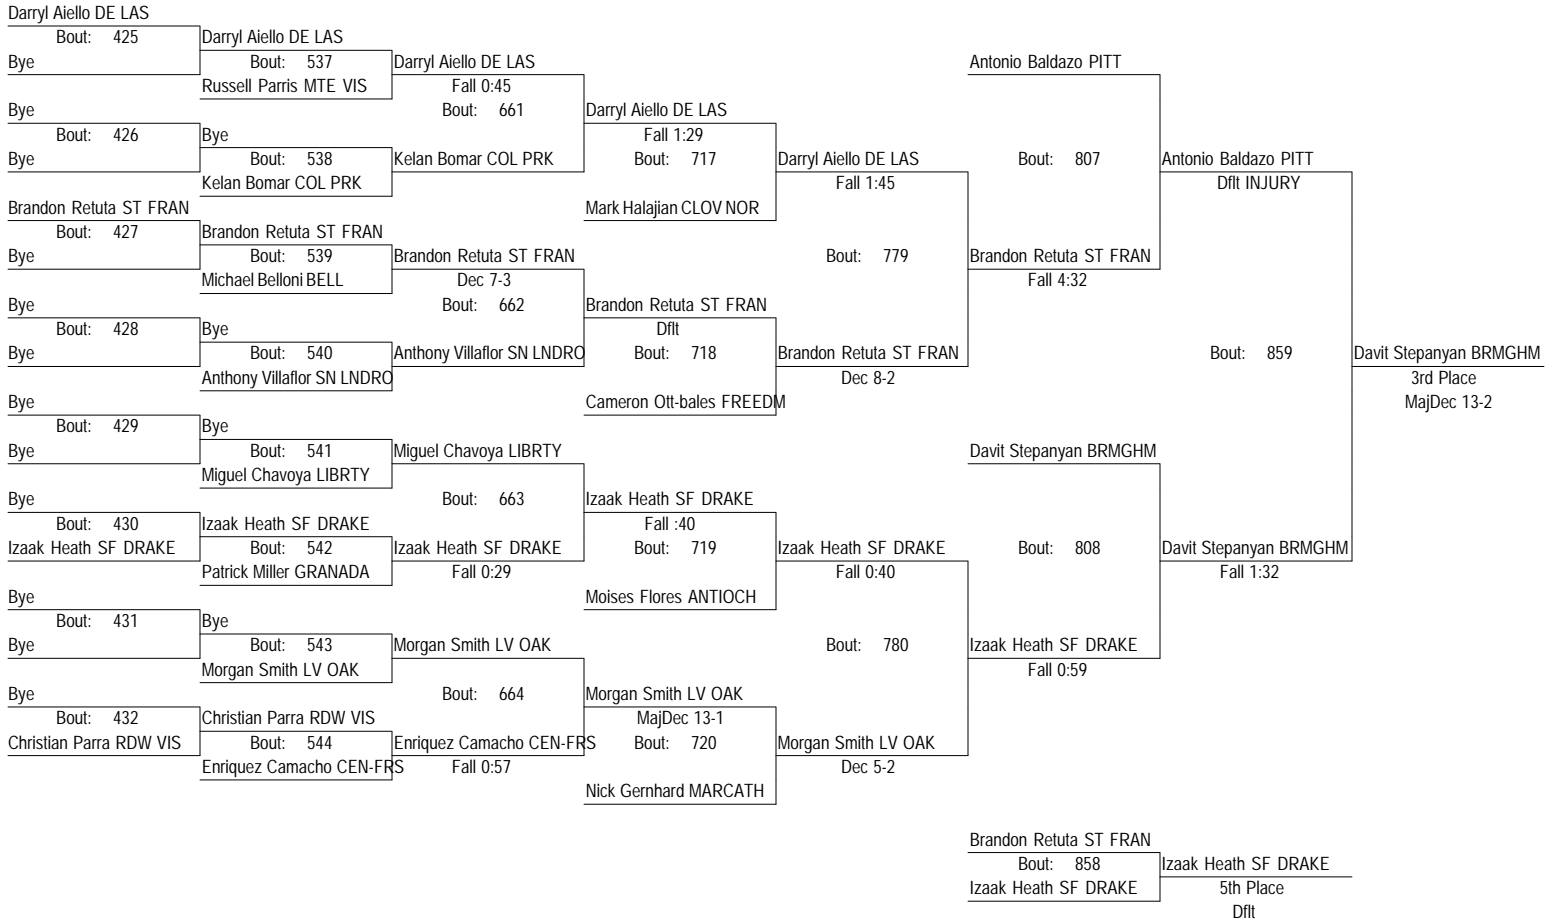 Darryl Aiello DE LAS
Bout: 425
Bye
Bye
Bout: 426
Bye
Brandon Retuta ST FRAN
Bout: 427
Bye
Bye
Bout: 428
Bye
Bye
Bout: 429
Bye
Bye
Bout: 430
Izaak Heath SF DRAKE
Bye
Bout: 431
Bye
Bye
Bout: 432
Christian Parra RDW VIS
Darryl Aiello DE LAS
Bout: 537
Russell Parris MTE VIS
Bye
Bout: 538
Kelan Bomar COL PRK
Brandon Retuta ST FRAN
Bout: 539
Michael Belloni BELL
Bye
Bout: 540
Anthony Villaflor SN LNDRO
Bye
Bout: 541
Miguel Chavoya LIBRTY
Izaak Heath SF DRAKE
Bout: 542
Patrick Miller GRANADA
Bye
Bout: 543
Morgan Smith LV OAK
Christian Parra RDW VIS
Bout: 544
Enriquez Camacho CEN-FRS
Darryl Aiello DE LAS
Fall 0:45
Bout: 661
Kelan Bomar COL PRK
Brandon Retuta ST FRAN
Dec 7-3
Bout: 662
Anthony Villaflor SN LNDRO
Miguel Chavoya LIBRTY
Bout: 663
Izaak Heath SF DRAKE
Fall 0:29
Morgan Smith LV OAK
Bout: 664
Enriquez Camacho CEN-FRS
Fall 0:57
Darryl Aiello DE LAS
Fall 1:29
Bout: 717
Mark Halajian CLOV NOR
Brandon Retuta ST FRAN
Dflt
Bout: 718
Cameron Ott-bales FREEDM
Izaak Heath SF DRAKE
Fall :40
Bout: 719
Moises Flores ANTIOCH
Morgan Smith LV OAK
MajDec 13-1
Bout: 720
Nick Gernhard MARCATH
Darryl Aiello DE LAS
Fall 1:45
Bout: 779
Brandon Retuta ST FRAN
Dec 8-2
Izaak Heath SF DRAKE
Fall 0:40
Bout: 780
Morgan Smith LV OAK
Dec 5-2
Antonio Baldazo PITT
Bout: 807
Brandon Retuta ST FRAN
Fall 4:32
Davit Stepanyan BRMGHM
Bout: 808
Izaak Heath SF DRAKE
Fall 0:59
Antonio Baldazo PITT
Dflt INJURY
Bout: 859
Davit Stepanyan BRMGHM
Fall 1:32
Davit Stepanyan BRMGHM
3rd Place
MajDec 13-2
Brandon Retuta ST FRAN
Bout: 858
Izaak Heath SF DRAKE
Izaak Heath SF DRAKE
5th Place
Dflt